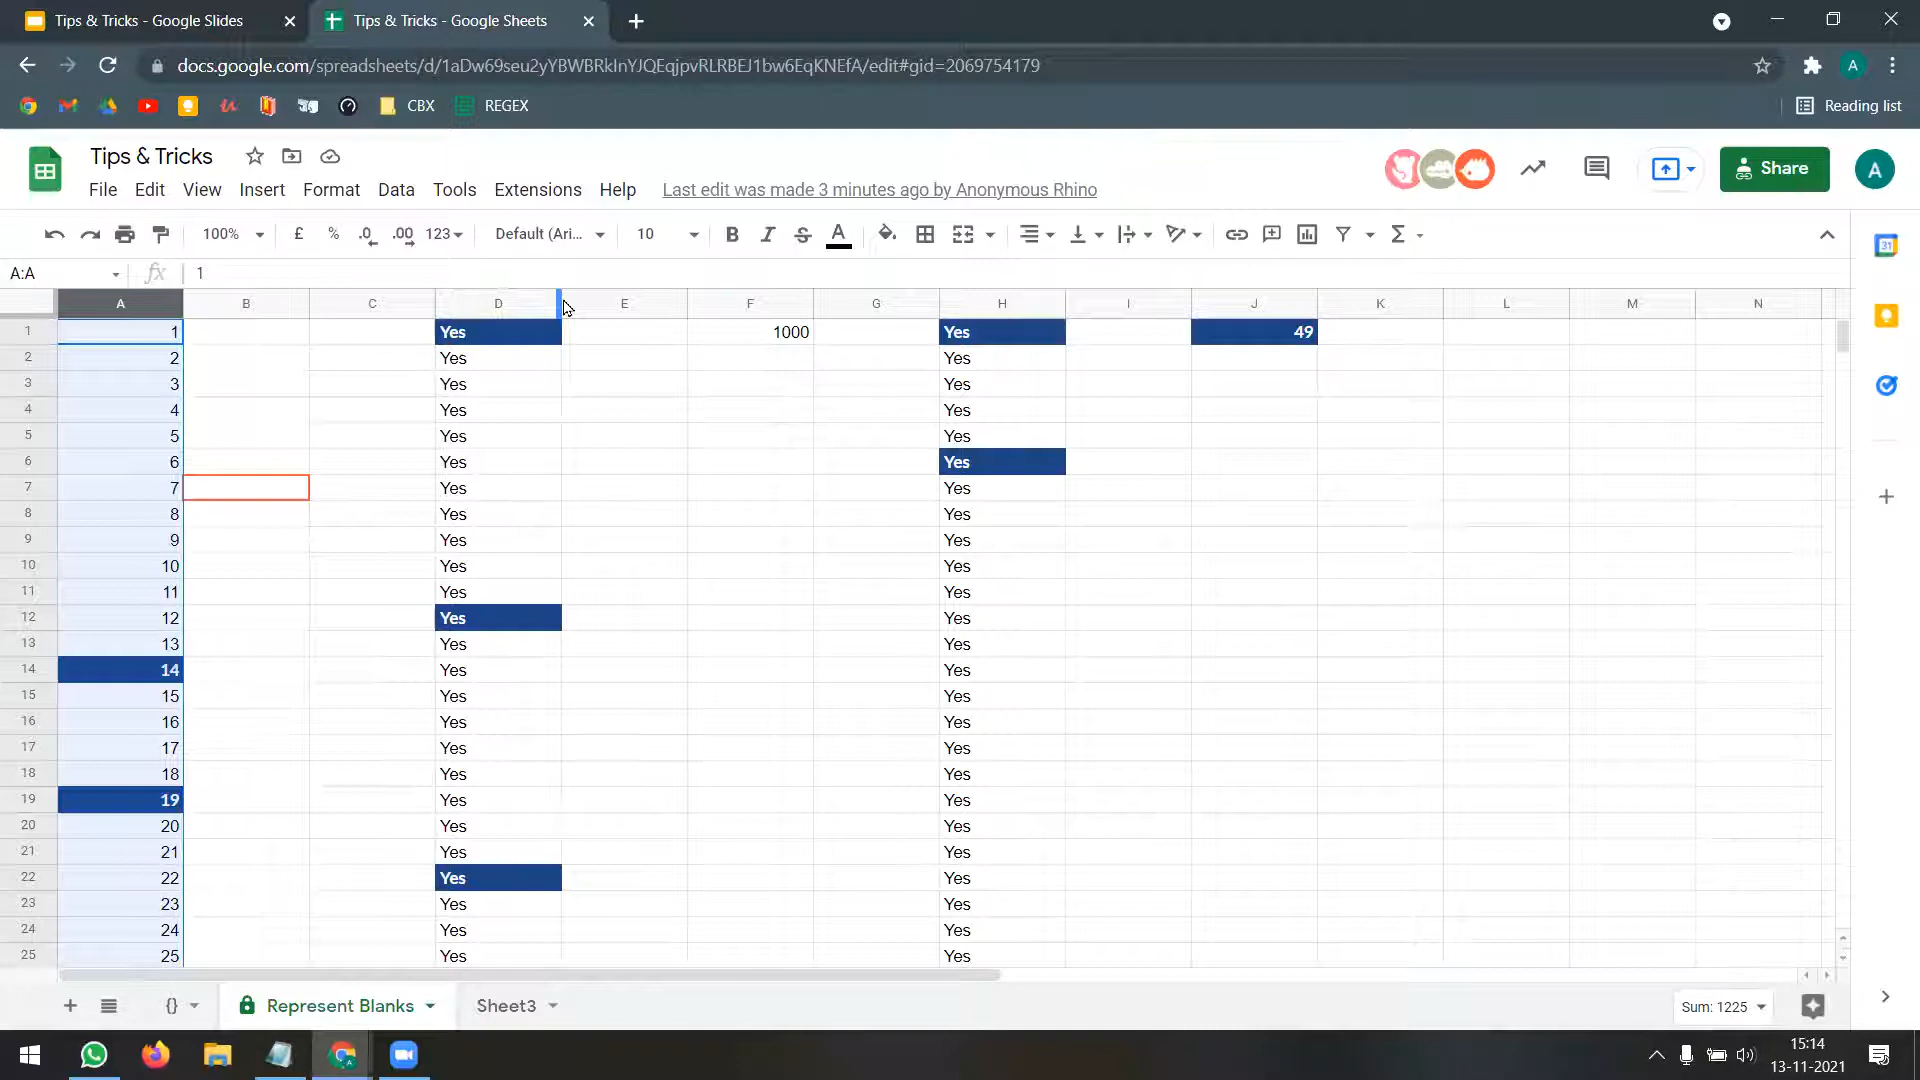 Tips & Tricks - Google Slides
Tips & Tricks - Google Sheets
docs.google.com/spreadsheets/d/1aDw69seu2yYBWBRkInYJQEqjpvRLRBEJ1bw6EqKNEfA/edit#gid=2069754179
A
CBX
REGEX
Reading list
Tips & Tricks
File Edit View Insert Format Data Tools Extensions Help Last edit was made 3 minutes ago by Anonymous Rhino
Share
A
100% £ % .0 .00 123 Default (Ari... 10 B I S A Σ
31
A:A fx 1
A B C D E F G H I J K L M N
1 1 Yes 1000 Yes 49
2 2 Yes Yes
3 3 Yes Yes
4 4 Yes Yes
5 5 Yes Yes
6 6 Yes Yes
7 7 Yes Yes
8 8 Yes Yes
9 9 Yes Yes
10 10 Yes Yes
11 11 Yes Yes
12 12 Yes Yes
13 13 Yes Yes
14 14 Yes Yes
15 15 Yes Yes
16 16 Yes Yes
17 17 Yes Yes
18 18 Yes Yes
19 19 Yes Yes
20 20 Yes Yes
21 21 Yes Yes
22 22 Yes Yes
23 23 Yes Yes
24 24 Yes Yes
25 25 Yes Yes
{} Represent Blanks Sheet3 Sum: 1225
15:14
13-11-2021